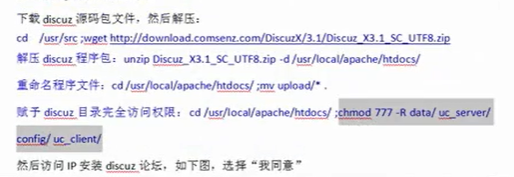 下载 discuz 源码包文件，然后解压：
cd /usr/src ;wget http://download.comsenz.com/DiscuzX/3.1/Discuz_X3.1_SC_UTF8.zip
解压 discuz 程序包：unzip Discuz_X3.1_SC_UTF8.zip -d /usr/local/apache/htdocs/
重命名程序文件：cd /usr/local/apache/htdocs/ ;mv upload/* .
赋予 discuz 目录完全访问权限：cd /usr/local/apache/htdocs/ ;chmod 777 -R data/ uc_server/
config/ uc_client/
然后访问 IP 安装 discuz 论坛，如下图，选择“我同意”